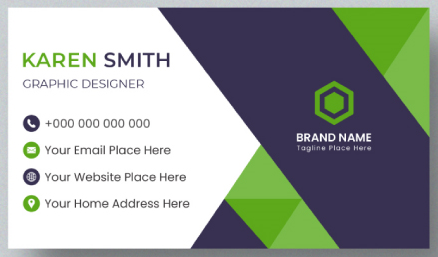 KAREN SMITH
GRAPHIC DESIGNER
+000 000 000 000
Your Email Place Here
Your Website Place Here
Your Home Address Here
BRAND NAME
Tagline Place Here